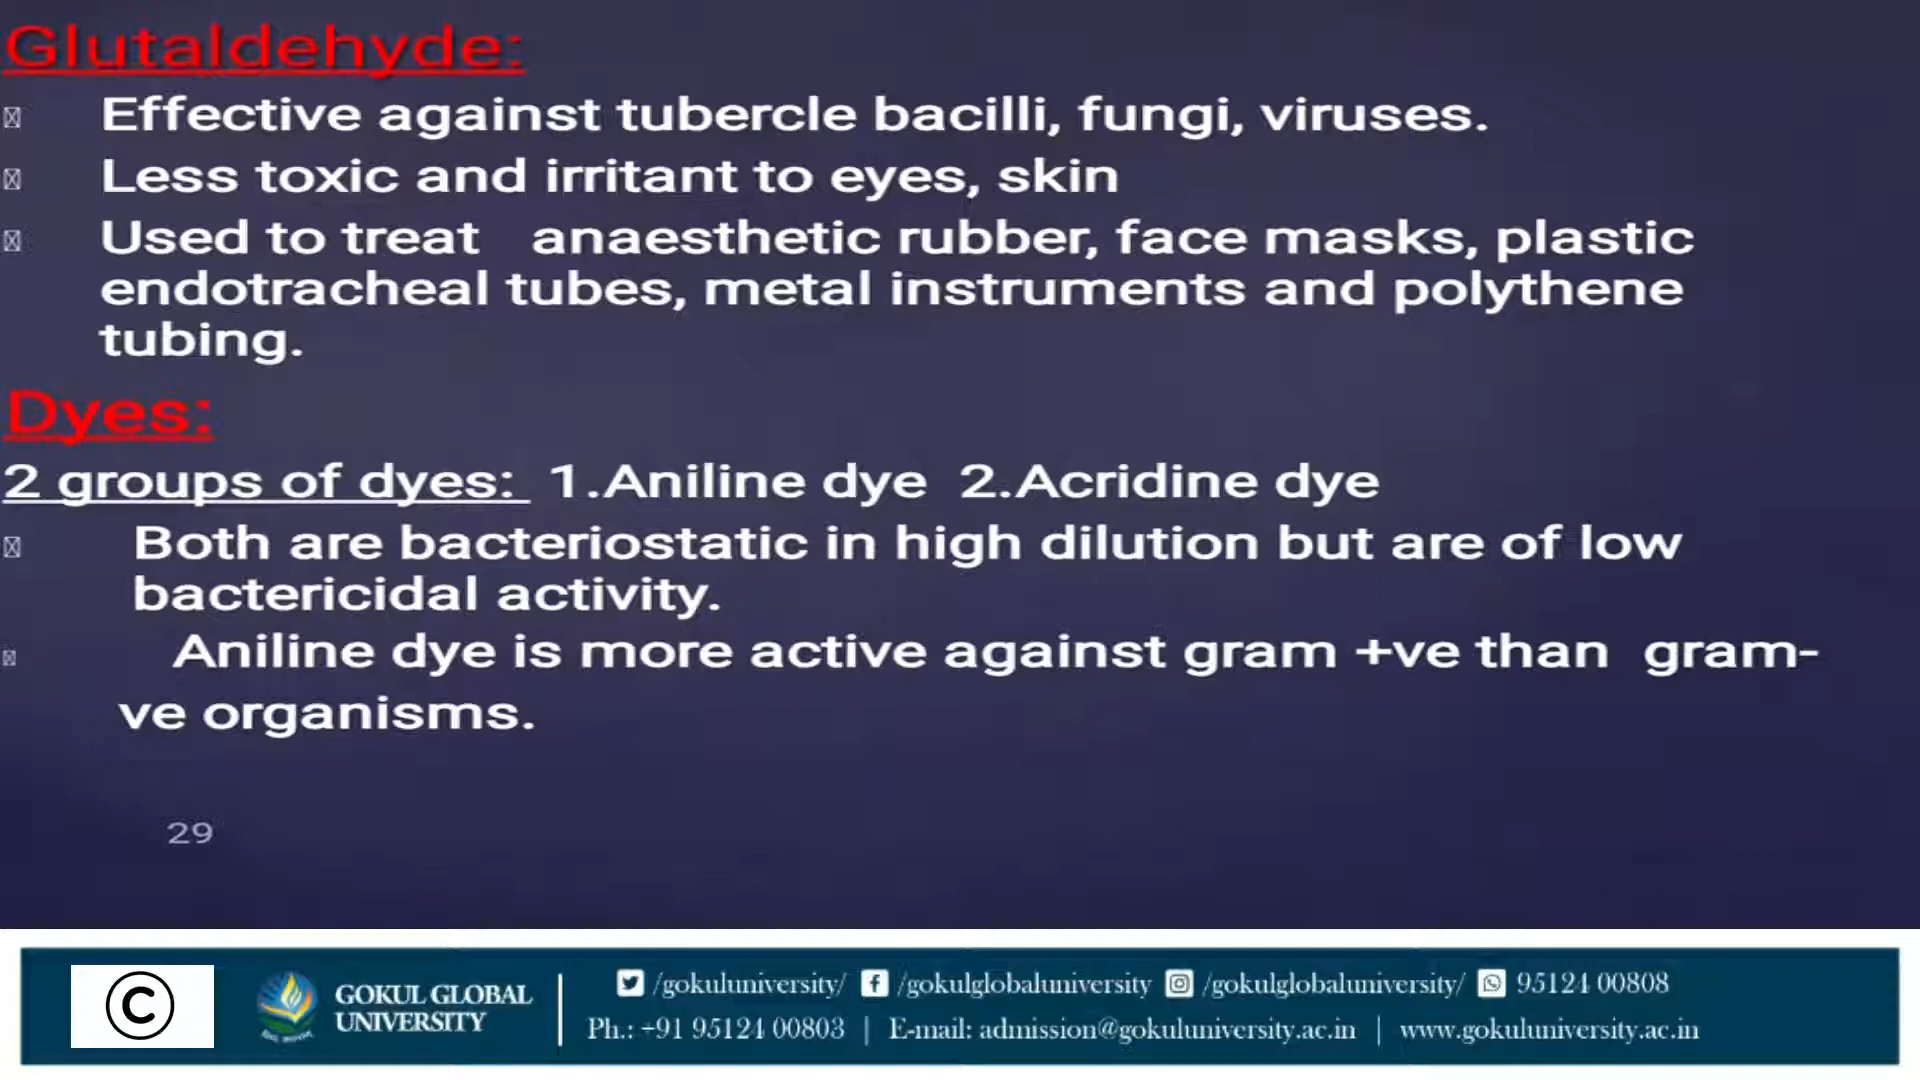 Glutaldehyde:
Effective against tubercle bacilli, fungi, viruses.
Less toxic and irritant to eyes, skin
Used to treat anaesthetic rubber, face masks, plastic
endotracheal tubes, metal instruments and polythene
tubing.
Dyes:
2 groups of dyes: 1.Aniline dye 2.Acridine dye
Both are bacteriostatic in high dilution but are of low
bactericidal activity.
Aniline dye is more active against gram +ve than gram-
ve organisms.
29
©
GOKUL GLOBAL
UNIVERSITY
/gokuluniversity/ /gokulglobaluniversity /gokulglobaluniversity/ 95124 00808
Ph.: +91 95124 00803 | E-mail: admission@gokuluniversity.ac.in | www.gokuluniversity.ac.in